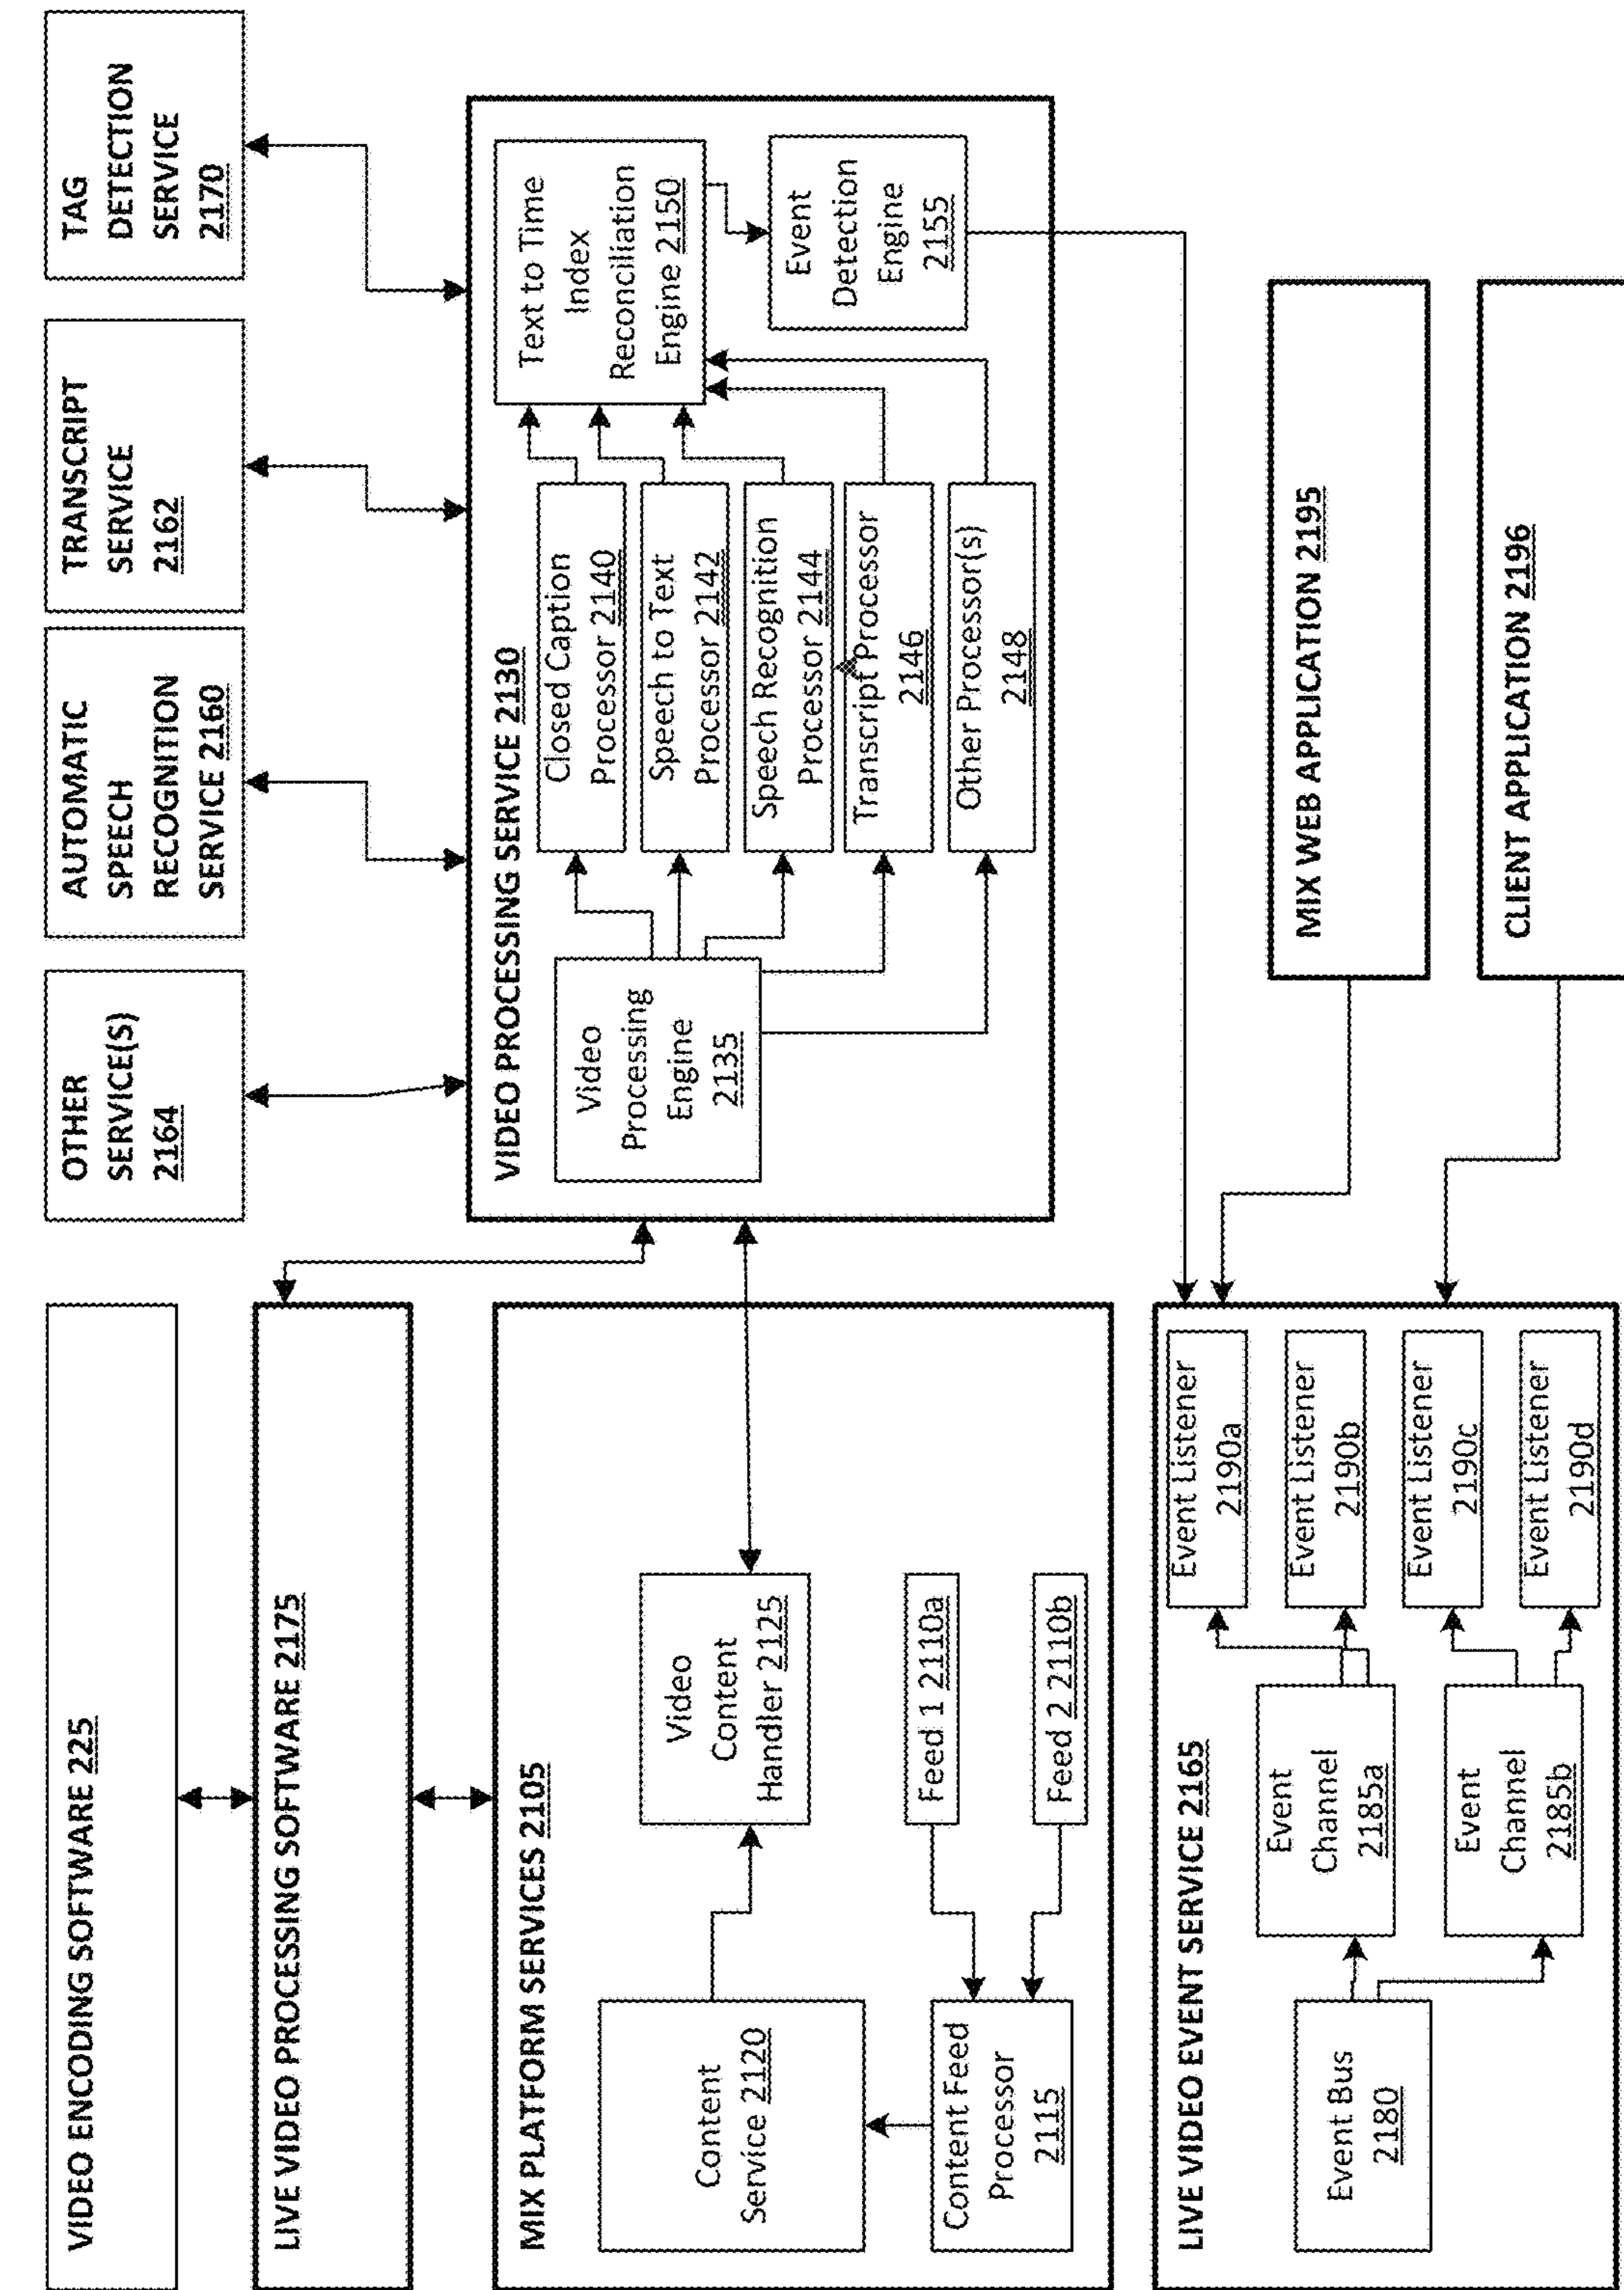 VIDEO ENCODING SOFTWARE 225
LIVE VIDEO PROCESSING SOFTWARE 2175
MIX PLATFORM SERVICES 2105
Content
Service 2120
Video
Content
Handler 2125
Content Feed
Processor
2115
Feed 1 2110a
Feed 2 2110b
LIVE VIDEO EVENT SERVICE 2165
Event Bus
2180
Event
Channel
2185a
Event
Channel
2185b
Event Listener
2190a
Event Listener
2190b
Event Listener
2190c
Event Listener
2190d
OTHER
SERVICE(S)
2164
AUTOMATIC
SPEECH
RECOGNITION
SERVICE 2160
TRANSCRIPT
SERVICE
2162
TAG
DETECTION
SERVICE
2170
VIDEO PROCESSING SERVICE 2130
Video
Processing
Engine
2135
Closed Caption
Processor 2140
Speech to Text
Processor 2142
Speech Recognition
Processor 2144
Transcript Processor
2146
Other Processor(s)
2148
Text to Time
Index
Reconciliation
Engine 2150
Event
Detection
Engine
2155
MIX WEB APPLICATION 2195
CLIENT APPLICATION 2196